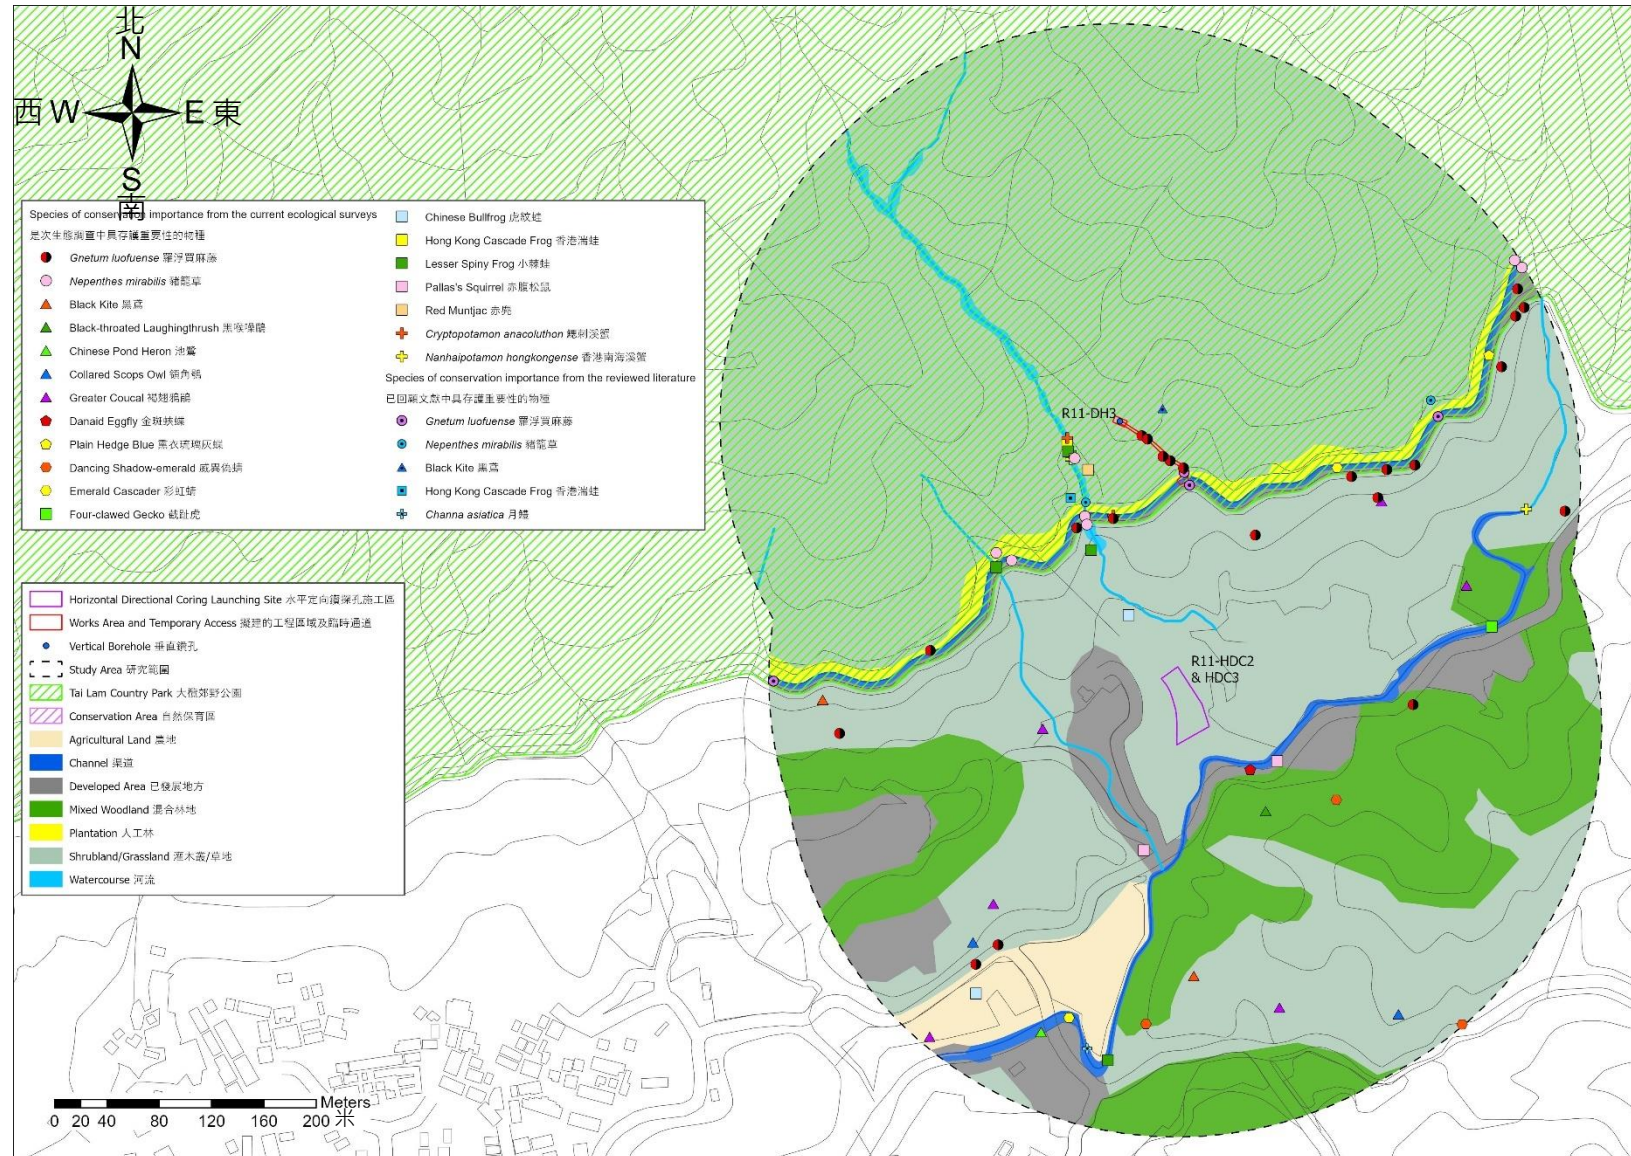 北
N
西 W E 東
S
南
Species of conservation importance from the current ecological surveys
是次生態調查中具存護重要性的物種
Gnetum luofuense 羅浮買麻藤
Nepenthes mirabilis 豬籠草
Black Kite 黑鳶
Black-throated Laughingthrush 黑喉噪鶥
Chinese Pond Heron 池鷺
Collared Scops Owl 領角鴞
Greater Coucal 褐翅鴉鵑
Danaid Eggfly 金斑蛺蝶
Plain Hedge Blue 熏衣琉璃灰蝶
Dancing Shadow-emerald 威異偽蜻
Emerald Cascader 彩虹蜻
Four-clawed Gecko 截趾虎
Chinese Bullfrog 虎紋蛙
Hong Kong Cascade Frog 香港湍蛙
Lesser Spiny Frog 小棘蛙
Pallas's Squirrel 赤腹松鼠
Red Muntjac 赤麂
Cryptopotamon anacoluthon 鰓刺溪蟹
Nanhaipotamon hongkongense 香港南海溪蟹
Species of conservation importance from the reviewed literature
已回顧文獻中具存護重要性的物種
Gnetum luofuense 羅浮買麻藤
Nepenthes mirabilis 豬籠草
Black Kite 黑鳶
Hong Kong Cascade Frog 香港湍蛙
Channa asiatica 月鱧
R11-DH3
Horizontal Directional Coring Launching Site 水平定向鑽探孔施工區
Works Area and Temporary Access 擬建的工程區域及臨時通道
Vertical Borehole 垂直鑽孔
Study Area 研究範圍
Tai Lam Country Park 大欖郊野公園
Conservation Area 自然保育區
Agricultural Land 農地
Channel 渠道
Developed Area 已發展地方
Mixed Woodland 混合林地
Plantation 人工林
Shrubland/Grassland 灌木叢/草地
Watercourse 河流
R11-HDC2
& HDC3
Meters
0 20 40 80 120 160 200 米